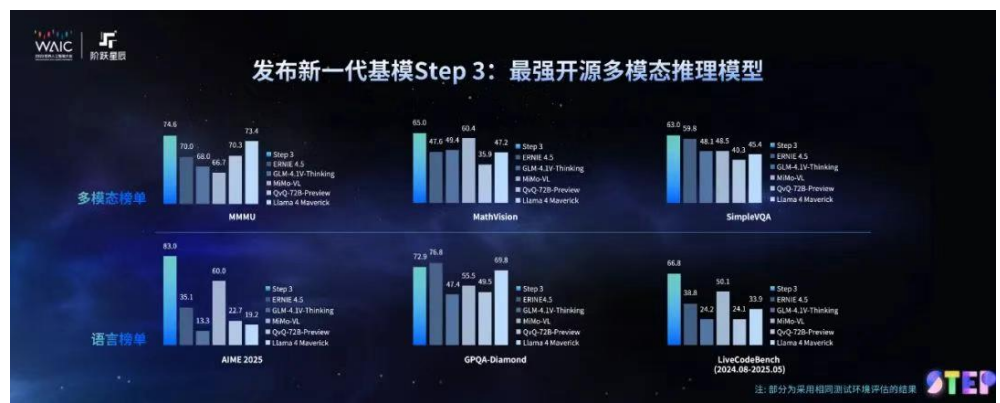 WAIC
阶跃星辰
发布新一代基模Step 3：最强开源多模态推理模型
多模态榜单
74.6
70.0
68.0
66.7
70.3
73.4
Step 3
ERNIE 4.5
GLM-4.1V-Thinking
MiMo-VL
QvQ-72B-Preview
Llama 4 Maverick
MMMU
65.0
47.6
49.4
60.4
35.9
47.2
Step 3
ERNIE 4.5
GLM-4.1V-Thinking
MiMo-VL
QvQ-72B-Preview
Llama 4 Maverick
MathVision
63.0
59.8
48.1
48.5
40.3
45.4
Step 3
ERNIE 4.5
GLM-4.1V-Thinking
MiMo-VL
QvQ-72B-Preview
Llama 4 Maverick
SimpleVQA
语言榜单
83.0
35.1
13.3
60.0
22.7
19.2
Step 3
ERNIE 4.5
GLM-4.1V-Thinking
MiMo-VL
QvQ-72B-Preview
Llama 4 Maverick
AIME 2025
72.9
76.8
47.4
55.5
49.5
69.8
Step 3
ERINE4.5
GLM-4.1V-Thinking
MiMo-VL
QvQ-72B-Preview
Llama 4 Maverick
GPQA-Diamond
66.8
38.8
24.2
50.1
24.1
33.9
Step 3
ERNIE 4.5
GLM-4.1V-Thinking
MiMo-VL
QvQ-72B-Preview
Llama 4 Maverick
LiveCodeBench
(2024.08-2025.05)
注: 部分为采用相同测试环境评估的结果
STEP